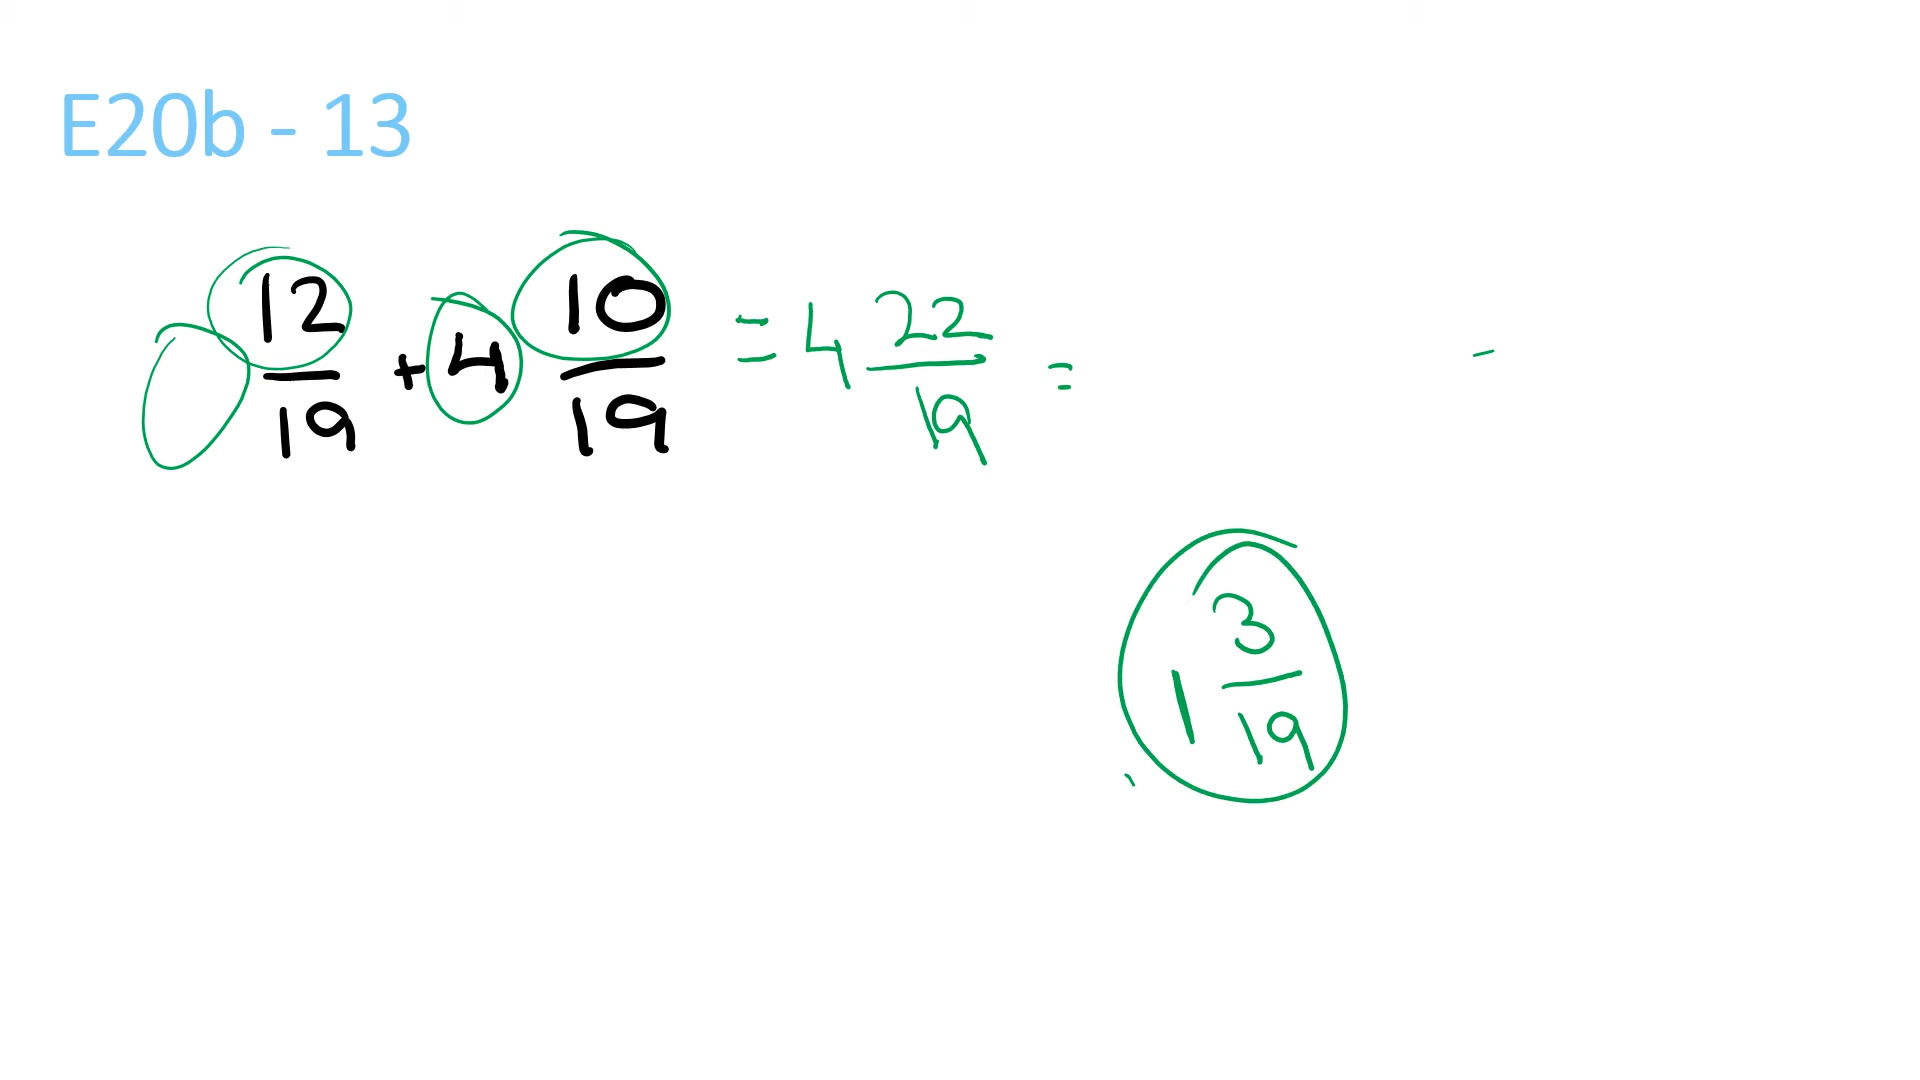 E20b - 13
12/19 + 4 10/19 = 4 22/19 =
1 3/19